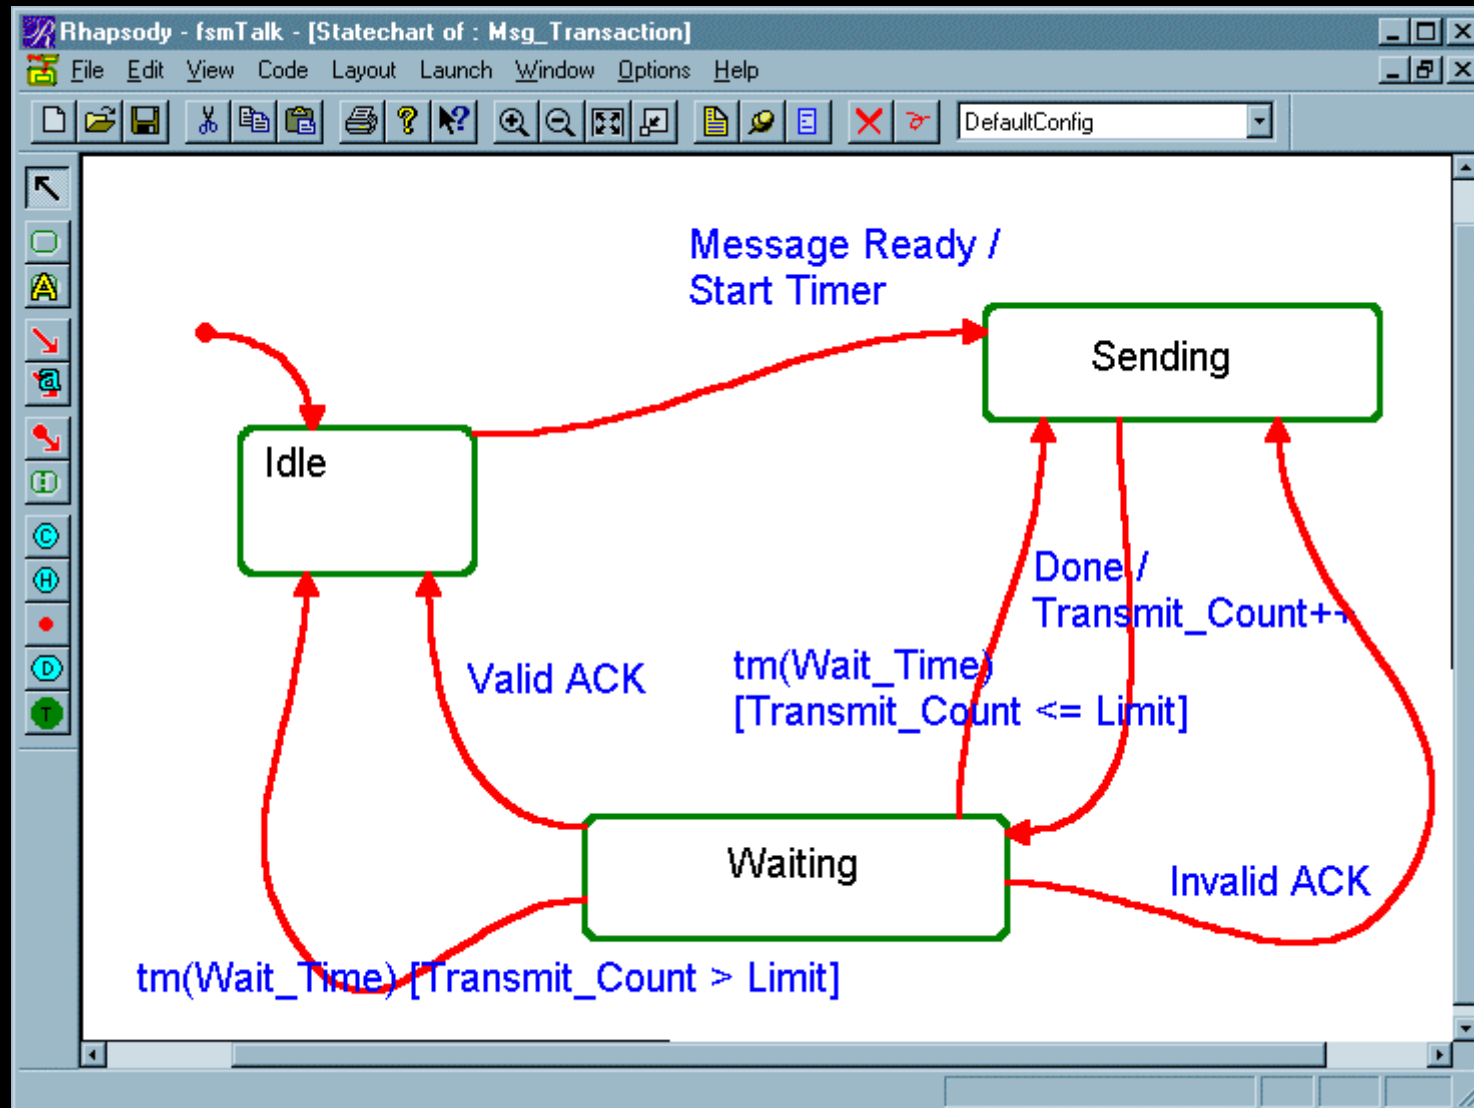 Rhapsody - fsmTalk - [Statechart of : Msg_Transaction]
File Edit View Code Layout Launch Window Options Help
DefaultConfig
Message Ready /
Start Timer
Sending
Idle
Done /
Transmit_Count++
Valid ACK
tm(Wait_Time)
[Transmit_Count <= Limit]
Waiting
Invalid ACK
tm(Wait_Time) [Transmit_Count > Limit]